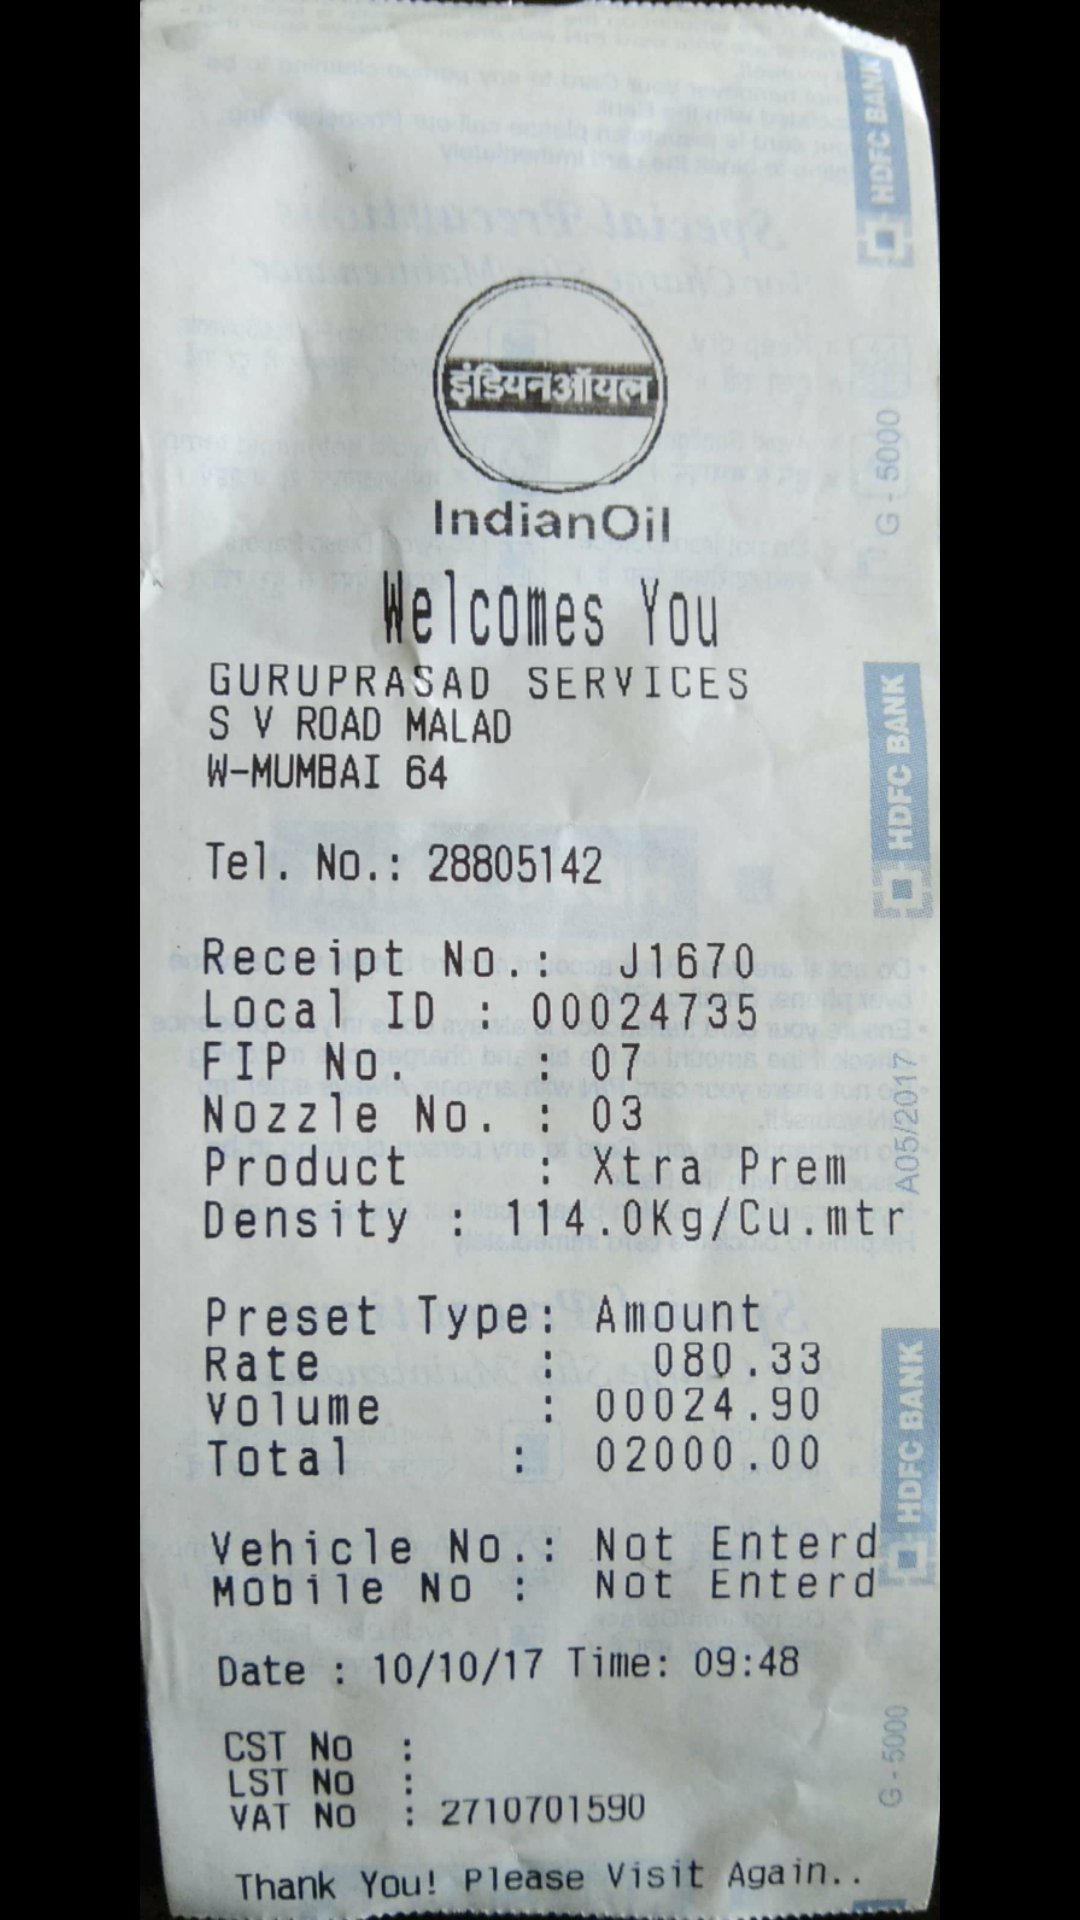 इंडियनऑयल
IndianOil
Welcomes You
GURUPRASAD SERVICES
S V ROAD MALAD
W-MUMBAI 64
Tel. No.: 28805142
Receipt No.: J1670
Local ID : 00024735
FIP No. : 07
Nozzle No. : 03
Product : Xtra Prem
Density : 114.0Kg/Cu.mtr
Preset Type: Amount
Rate : 080.33
Volume : 00024.90
Total : 02000.00
Vehicle No.: Not Enterd
Mobile No : Not Enterd
Date : 10/10/17 Time: 09:48
CST No :
LST No :
VAT No : 2710701590
Thank You! Please Visit Again..
HDFC BANK
G - 5000
HDFC BANK
A05/2017
HDFC BANK
G - 5000